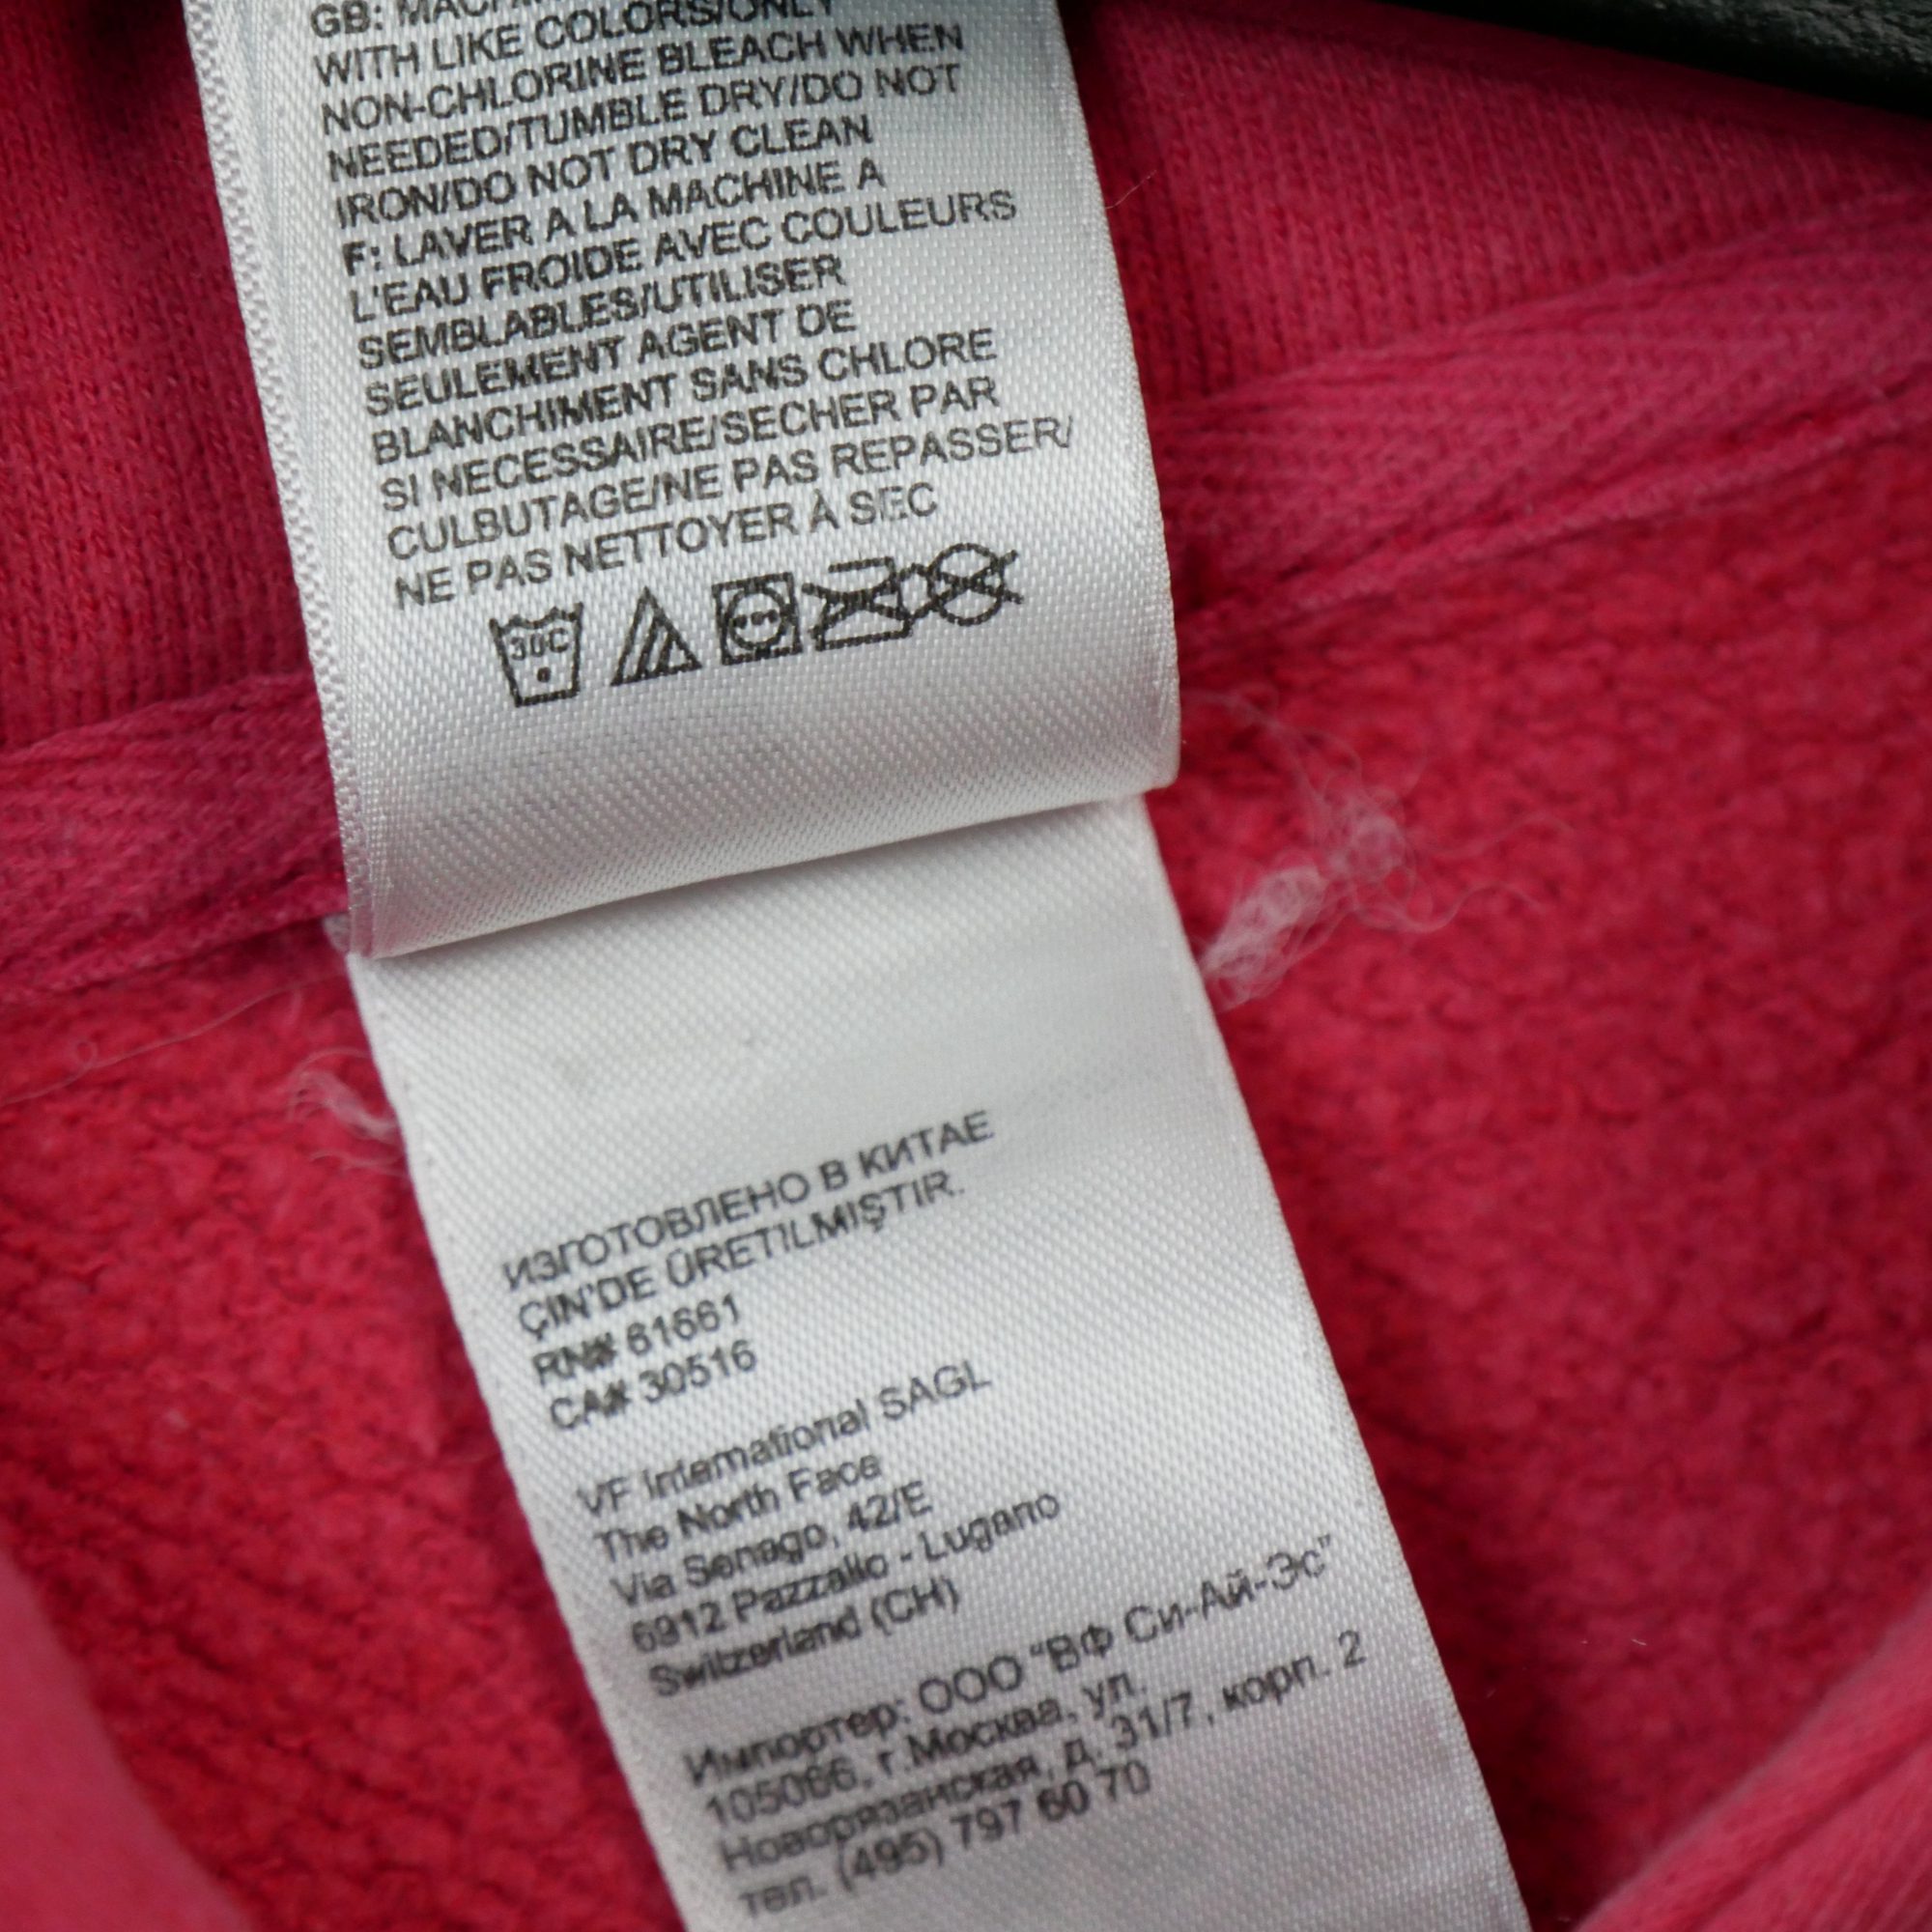 GB: MACHINE
WITH LIKE COLORS/ONLY
NON-CHLORINE BLEACH WHEN
NEEDED/TUMBLE DRY/DO NOT
IRON/DO NOT DRY CLEAN
F: LAVER A LA MACHINE A
L'EAU FROIDE AVEC COULEURS
SEMBLABLES/UTILISER
SEULEMENT AGENT DE
BLANCHIMENT SANS CHLORE
SI NECESSAIRE/SECHER PAR
CULBUTAGE/NE PAS REPASSER/
NE PAS NETTOYER À SEC
30C
ИЗГОТОВЛЕНО В КИТАЕ
ÇIN'DE ÜRETILMIŞTIR.
RN# 61661
CA# 30516
VF International SAGL
The North Face
Via Senago, 42/E
6912 Pazzallo - Lugano
Switzerland (CH)
Импортер: ООО "ВФ Си-Ай-Эс"
105066, г.Москва, ул.
Новорязанская, д. 31/7, корп. 2
тел. (495) 797 60 70